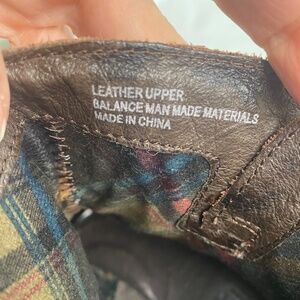 LEATHER UPPER
BALANCE MAN MADE MATERIALS
MADE IN CHINA